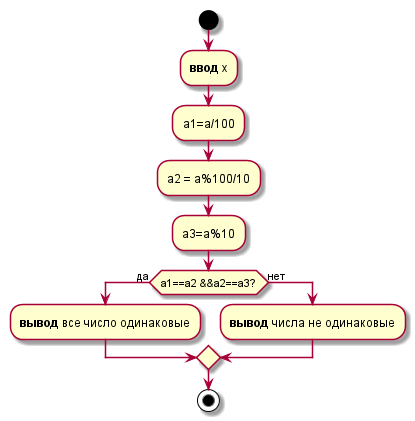 ввод x
a1=a/100
a2 = a%100/10
a3=a%10
да
a1==a2 &&a2==a3?
нет
вывод все число одинаковые
вывод числа не одинаковые